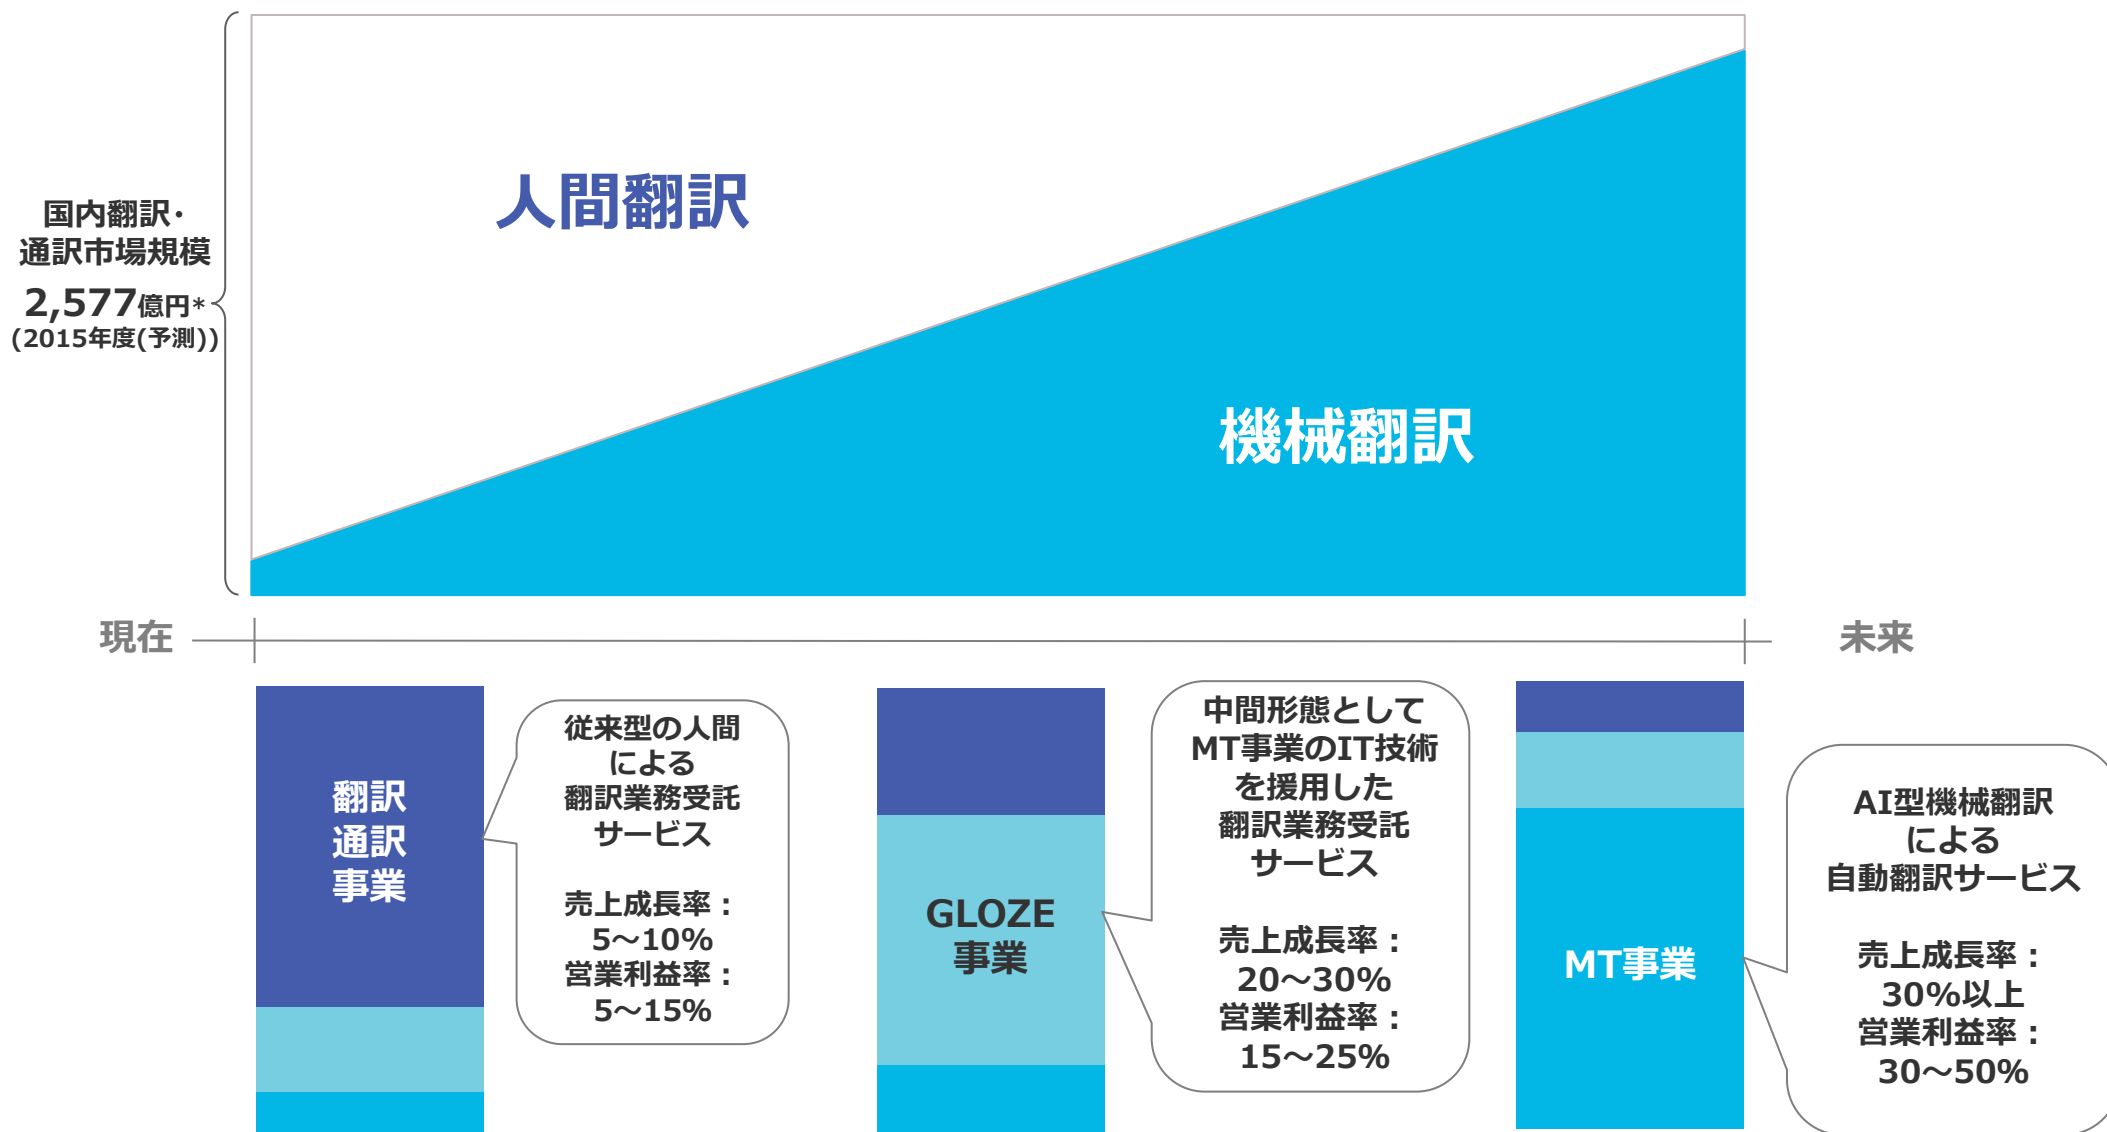 人間翻訳
国内翻訳・
通訳市場規模
2,577億円*
(2015年度(予測))
機械翻訳
現在
未来
翻訳
通訳
事業
従来型の人間
による
翻訳業務受託
サービス
売上成長率：
5～10%
営業利益率：
5～15%
GLOZE
事業
中間形態として
MT事業のIT技術
を援用した
翻訳業務受託
サービス
売上成長率：
20～30%
営業利益率：
15～25%
MT事業
AI型機械翻訳
による
自動翻訳サービス
売上成長率：
30%以上
営業利益率：
30～50%